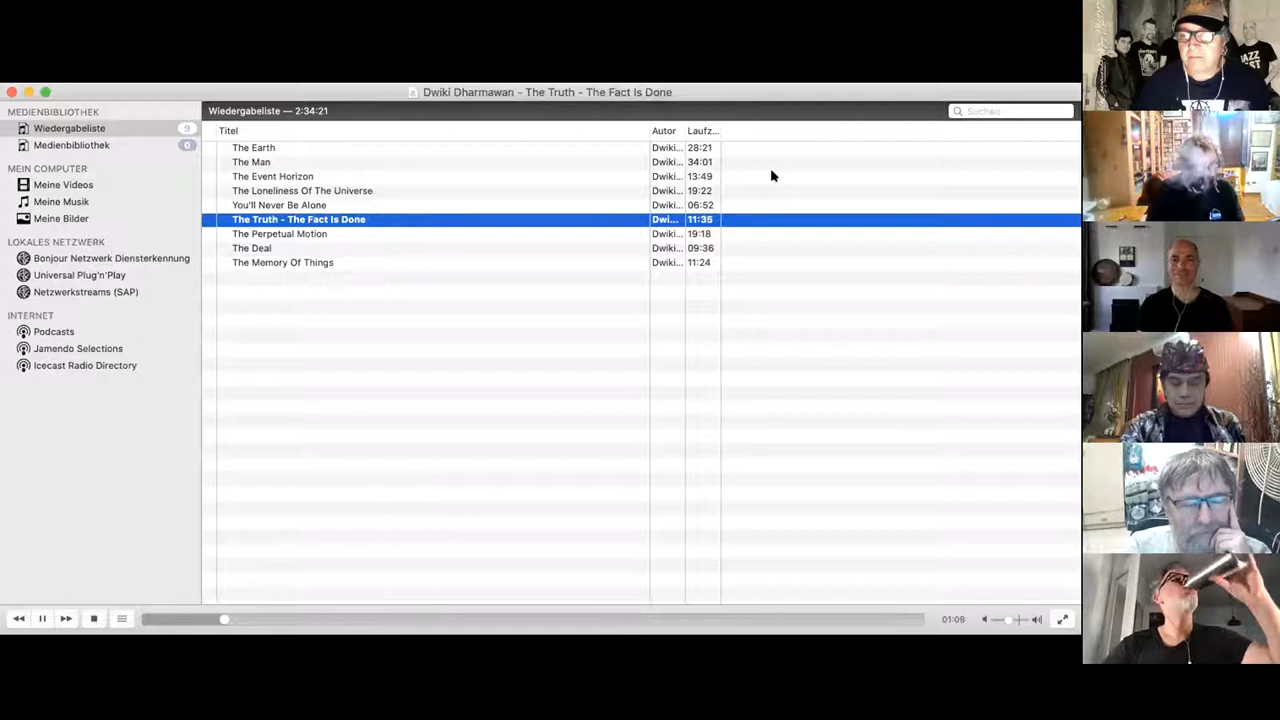 Dwiki Dharmawan - The Truth - The Fact Is Done
MEDIENBIBLIOTHEK
Wiedergabeliste 9
Medienbibliothek 0
MEIN COMPUTER
Meine Videos
Meine Musik
Meine Bilder
LOKALES NETZWERK
Bonjour Netzwerk Diensterkennung
Universal Plug'n'Play
Netzwerkstreams (SAP)
INTERNET
Podcasts
Jamendo Selections
Icecast Radio Directory
Wiedergabeliste — 2:34:21
Suchen
Titel Autor Laufz...
The Earth Dwiki... 28:21
The Man Dwiki... 34:01
The Event Horizon Dwiki... 13:49
The Loneliness Of The Universe Dwiki... 19:22
You'll Never Be Alone Dwiki... 06:52
The Truth - The Fact Is Done Dwi... 11:35
The Perpetual Motion Dwiki... 19:18
The Deal Dwiki... 09:36
The Memory Of Things Dwiki... 11:24
01:09
JAZZ